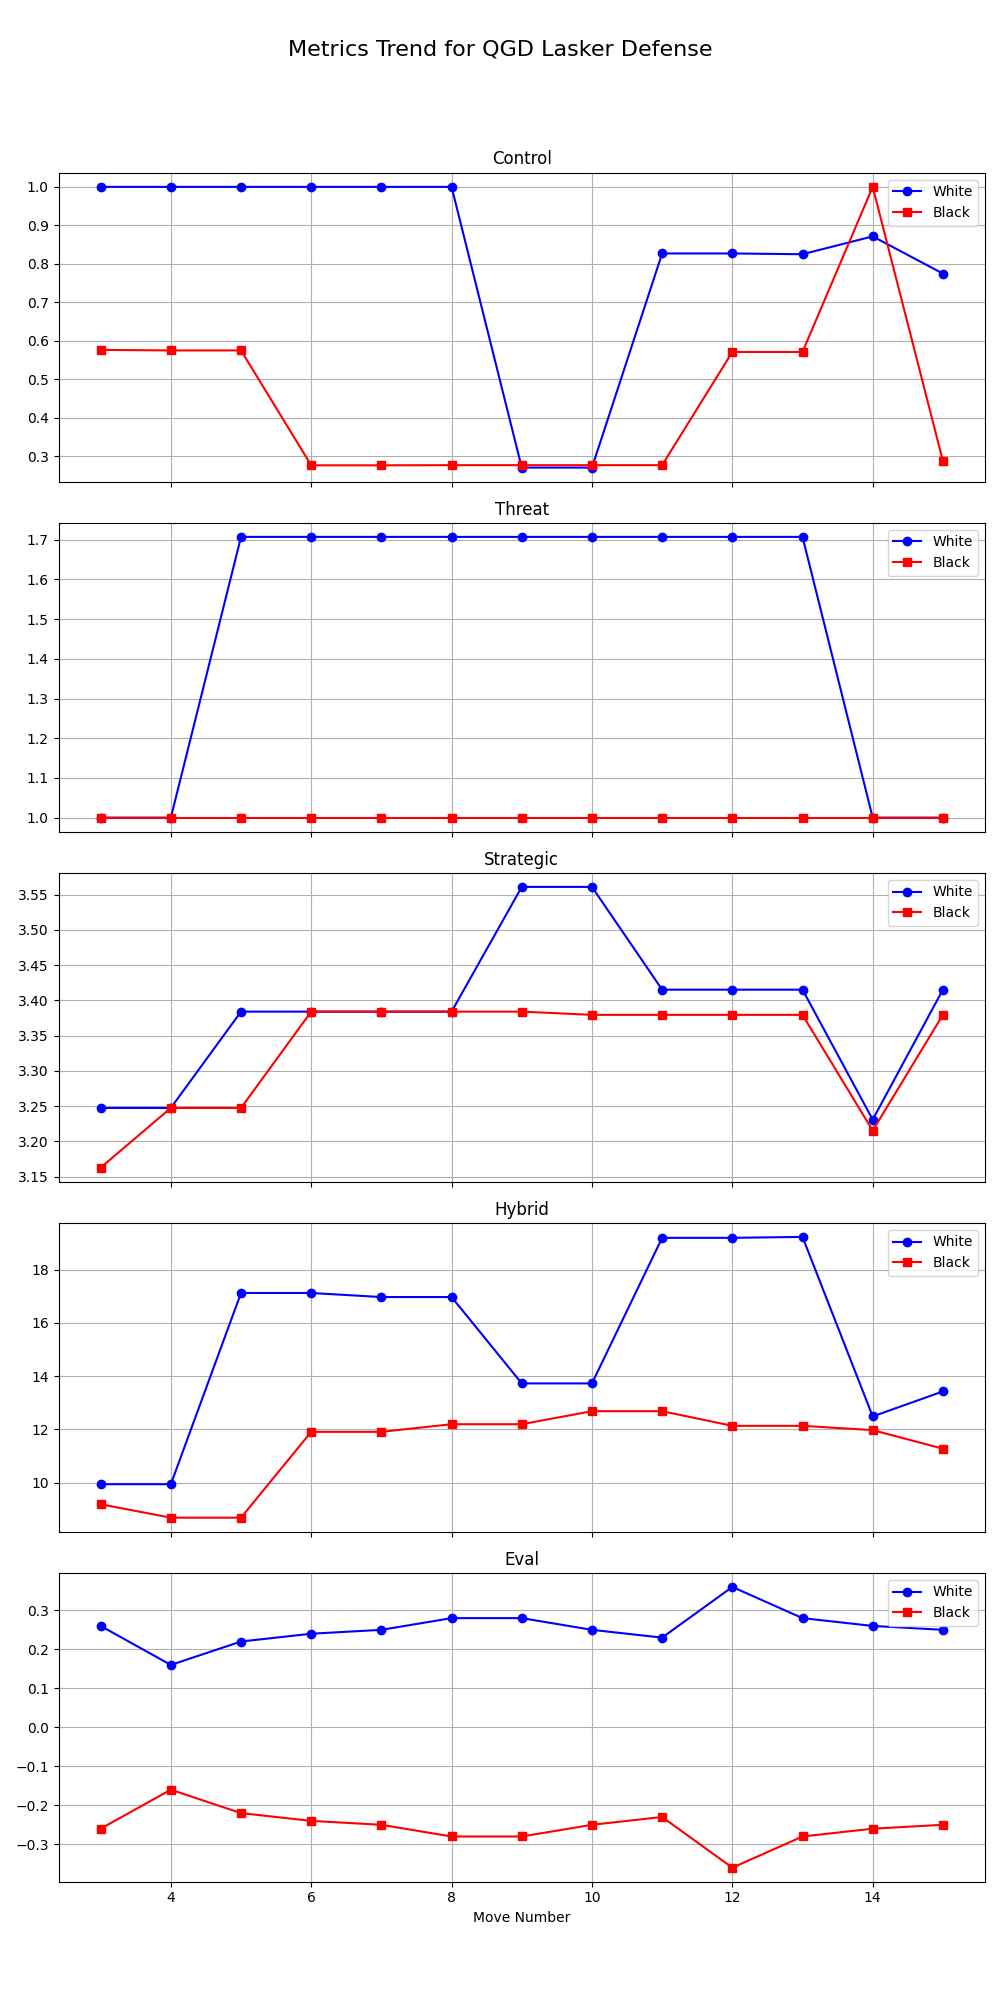 Metrics Trend for QGD Lasker Defense
Control
1.0
0.9
0.8
0.7
0.6
0.5
0.4
0.3
White
Black
Threat
1.7
1.6
1.5
1.4
1.3
1.2
1.1
1.0
White
Black
Strategic
3.55
3.50
3.45
3.40
3.35
3.30
3.25
3.20
3.15
White
Black
Hybrid
18
16
14
12
10
White
Black
Eval
0.3
0.2
0.1
0.0
−0.1
−0.2
−0.3
White
Black
4 6 8 10 12 14
Move Number